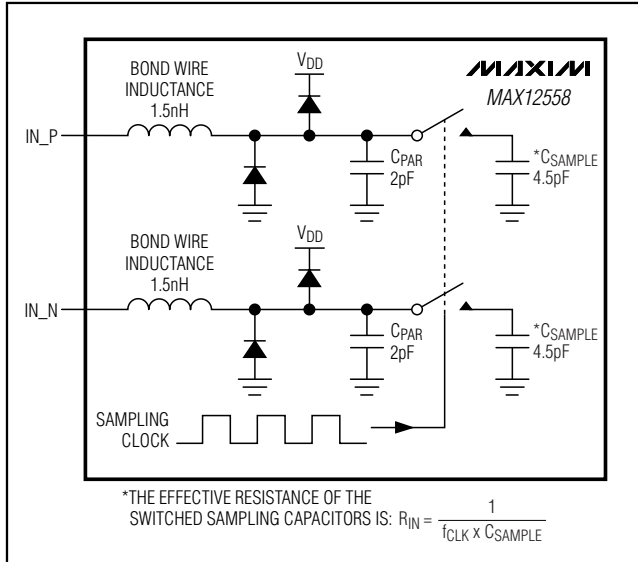 MAXIM
MAX12558
BOND WIRE
INDUCTANCE
1.5nH
VDD
IN_P
CPAR
2pF
*CSAMPLE
4.5pF
BOND WIRE
INDUCTANCE
1.5nH
VDD
IN_N
CPAR
2pF
*CSAMPLE
4.5pF
SAMPLING
CLOCK
*THE EFFECTIVE RESISTANCE OF THE
SWITCHED SAMPLING CAPACITORS IS: RIN = 1
fCLK x CSAMPLE